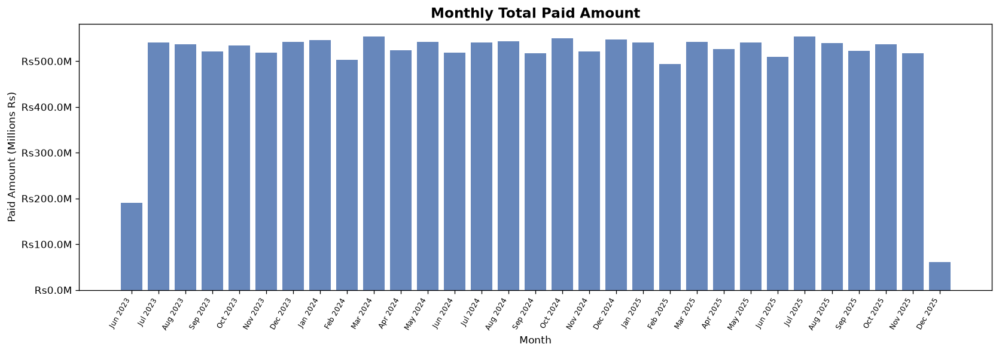 Monthly Total Paid Amount
Paid Amount (Millions Rs)
Rs500.0M
Rs400.0M
Rs300.0M
Rs200.0M
Rs100.0M
Rs0.0M
Jun 2023
Jul 2023
Aug 2023
Sep 2023
Oct 2023
Nov 2023
Dec 2023
Jan 2024
Feb 2024
Mar 2024
Apr 2024
May 2024
Jun 2024
Jul 2024
Aug 2024
Sep 2024
Oct 2024
Nov 2024
Dec 2024
Jan 2025
Feb 2025
Mar 2025
Apr 2025
May 2025
Jun 2025
Jul 2025
Aug 2025
Sep 2025
Oct 2025
Nov 2025
Dec 2025
Month